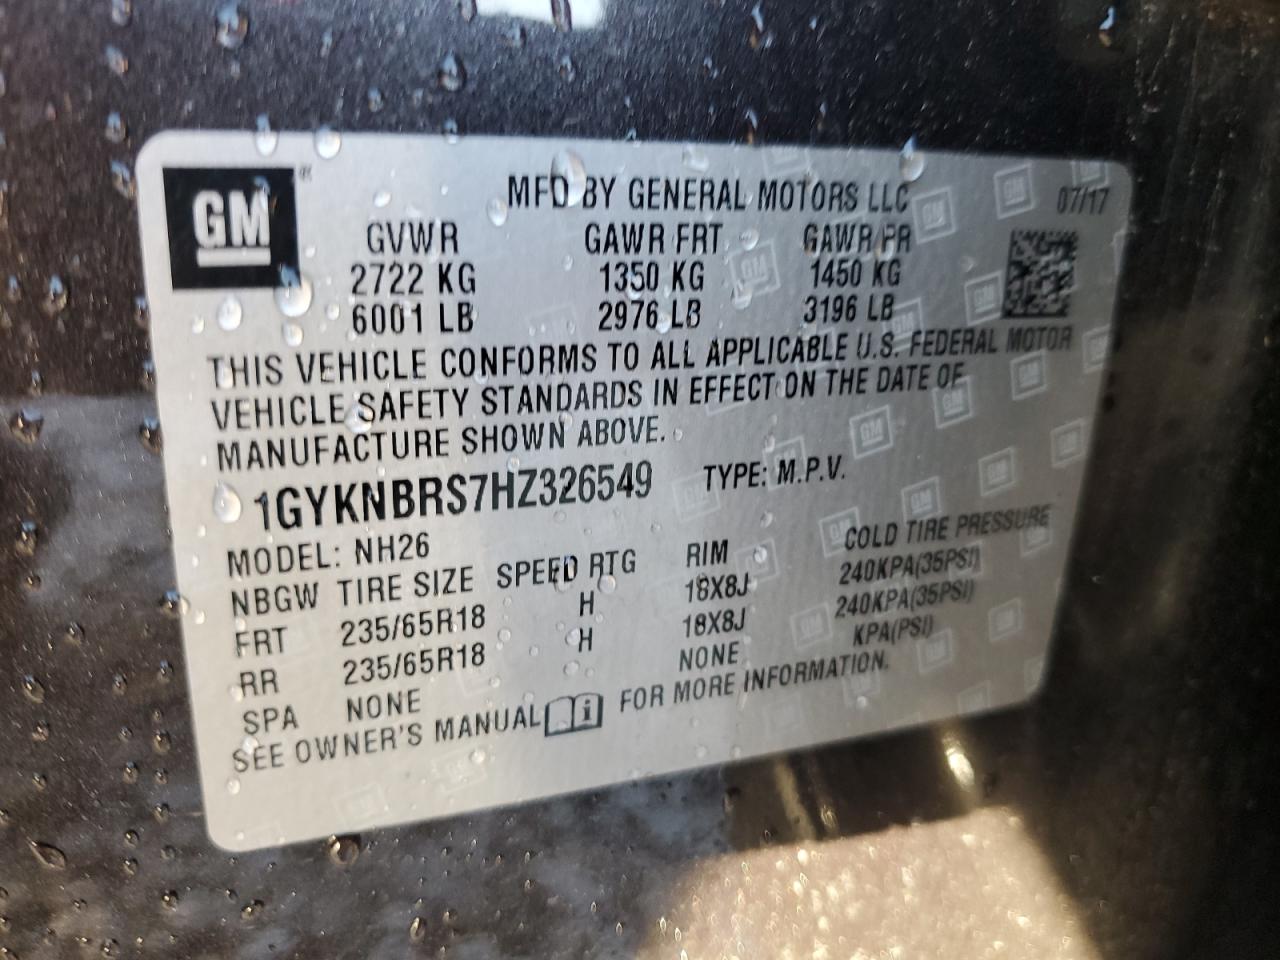 GM
MFD BY GENERAL MOTORS LLC 07/17
GVWR GAWR FRT GAWR RR
2722 KG 1350 KG 1450 KG
6001 LB 2976 LB 3196 LB
THIS VEHICLE CONFORMS TO ALL APPLICABLE U.S. FEDERAL MOTOR
VEHICLE SAFETY STANDARDS IN EFFECT ON THE DATE OF
MANUFACTURE SHOWN ABOVE.
1GYKNBRS7HZ326549 TYPE: M.P.V.
MODEL: NH26
NBGW TIRE SIZE SPEED RTG RIM COLD TIRE PRESSURE
FRT 235/65R18 H 18X8J 240KPA(35PSI)
RR 235/65R18 H 18X8J 240KPA(35PSI)
SPA NONE NONE KPA(PSI)
SEE OWNER'S MANUAL FOR MORE INFORMATION.